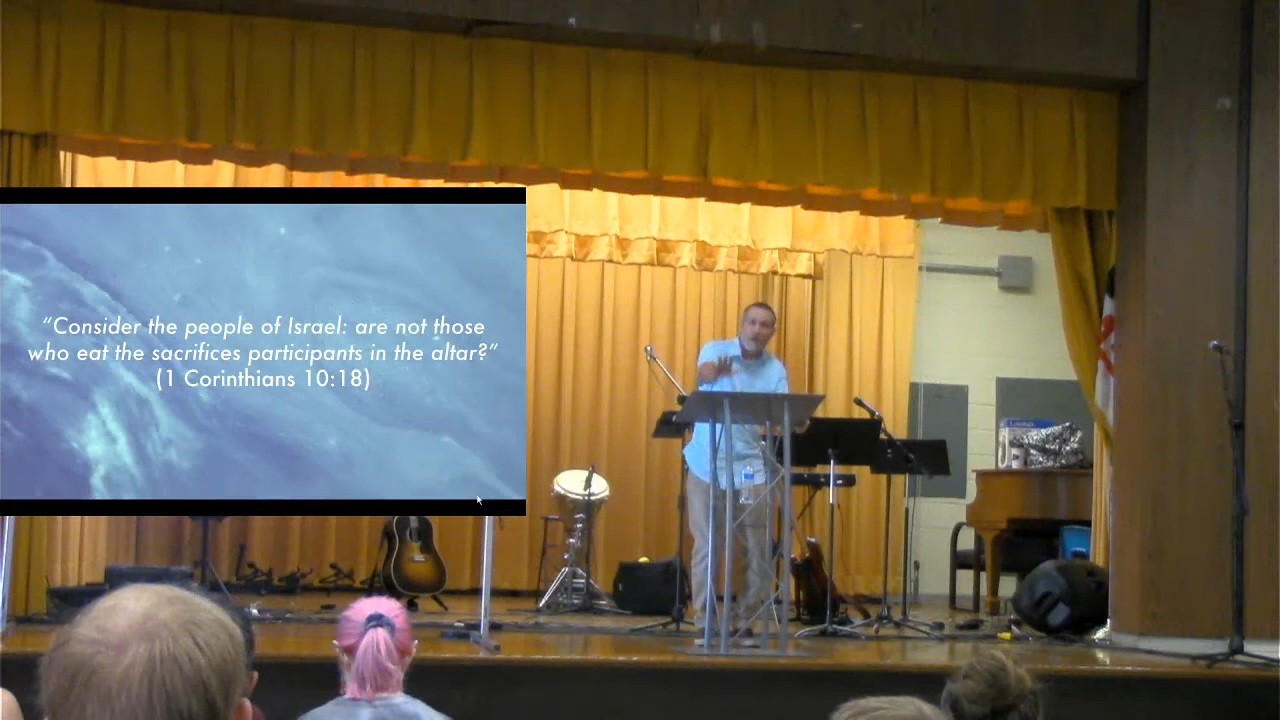 “Consider the people of Israel: are not those
who eat the sacrifices participants in the altar?”
(1 Corinthians 10:18)